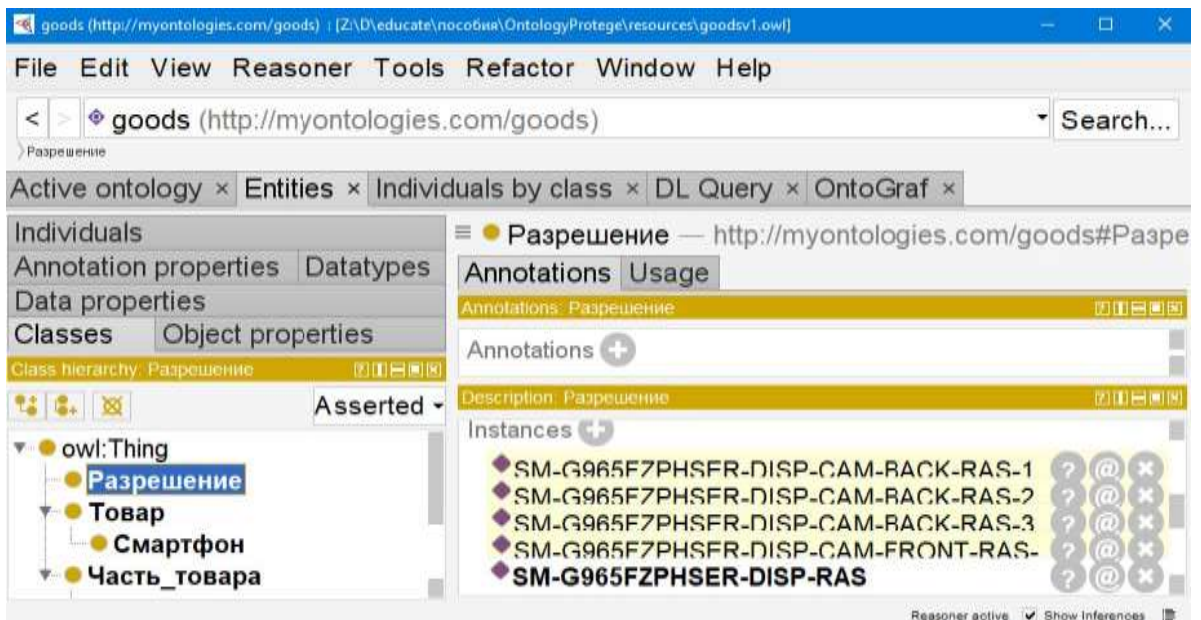 goods (http://myontologies.com/goods) : [Z:\D\educate\пособия\OntologyProtege\resources\goodsv1.owl]
File Edit View Reasoner Tools Refactor Window Help
< > goods (http://myontologies.com/goods) Search...
Разрешение
Active ontology × Entities × Individuals by class × DL Query × OntoGraf ×
Individuals
Annotation properties Datatypes
Data properties
Classes Object properties
Class hierarchy: Разрешение
Asserted
owl:Thing
Разрешение
Товар
Смартфон
Часть_товара
Разрешение — http://myontologies.com/goods#Разре
Annotations Usage
Annotations: Разрешение
Annotations
Description: Разрешение
Instances
SM-G965FZPHSER-DISP-CAM-BACK-RAS-1
SM-G965FZPHSER-DISP-CAM-BACK-RAS-2
SM-G965FZPHSER-DISP-CAM-BACK-RAS-3
SM-G965FZPHSER-DISP-CAM-FRONT-RAS-
SM-G965FZPHSER-DISP-RAS
Reasoner active Show Inferences